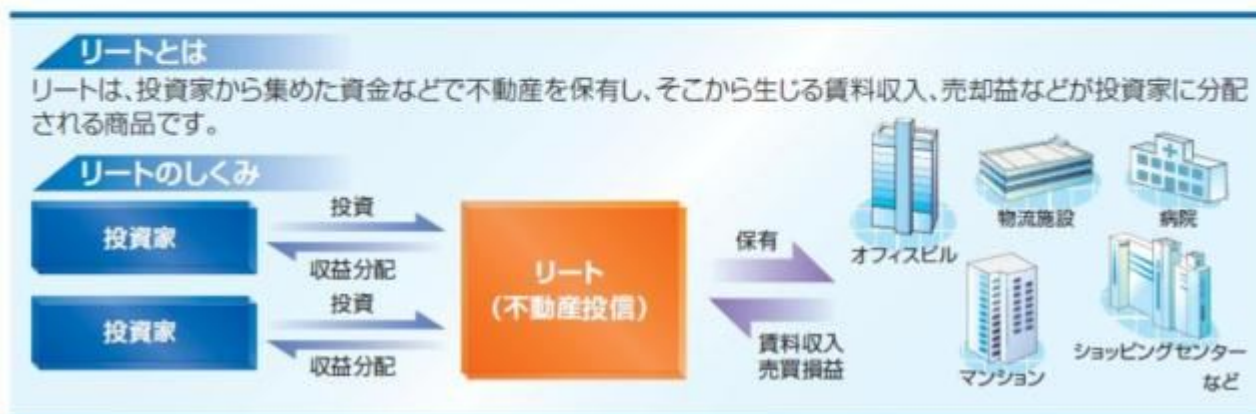 リートとは
リートは、投資家から集めた資金などで不動産を保有し、そこから生じる賃料収入、売却益などが投資家に分配
される商品です。
リートのしくみ
投資家
投資
収益分配
投資家
投資
収益分配
リート
(不動産投信)
保有
賃料収入
売買損益
オフィスビル
物流施設
病院
マンション
ショッピングセンター
など